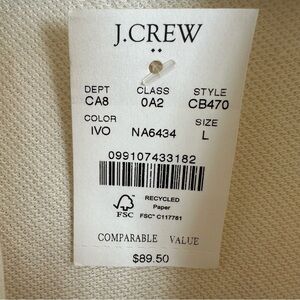 J.CREW
DEPT CLASS STYLE
CA8 0A2 CB470
COLOR SIZE
IVO NA6434 L
099107433182
RECYCLED
Paper
FSC FSC® C117781
COMPARABLE VALUE
$89.50